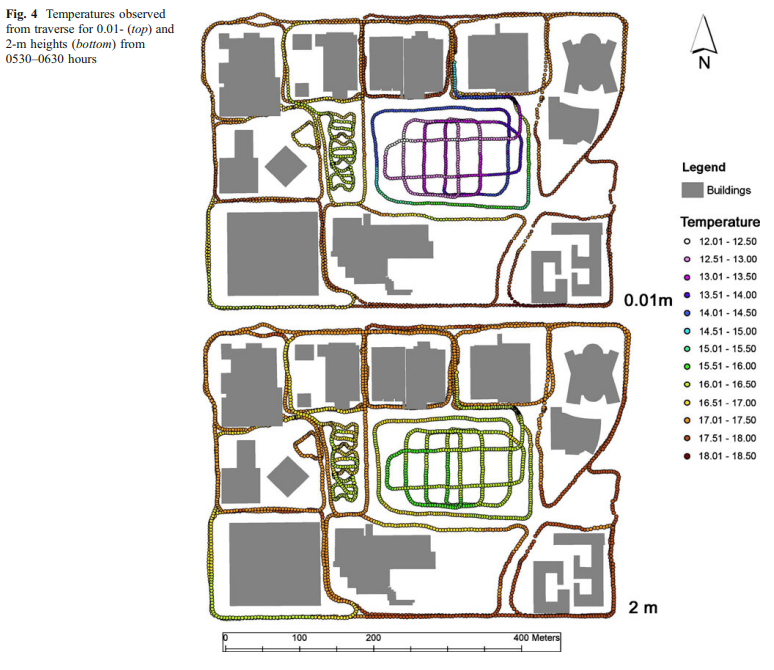 Fig. 4 Temperatures observed
from traverse for 0.01- (top) and
2-m heights (bottom) from
0530–0630 hours
N
Legend
Buildings
Temperature
12.01 - 12.50
12.51 - 13.00
13.01 - 13.50
13.51 - 14.00
14.01 - 14.50
14.51 - 15.00
15.01 - 15.50
15.51 - 16.00
16.01 - 16.50
16.51 - 17.00
17.01 - 17.50
17.51 - 18.00
18.01 - 18.50
0.01m
2 m
0 100 200 400 Meters